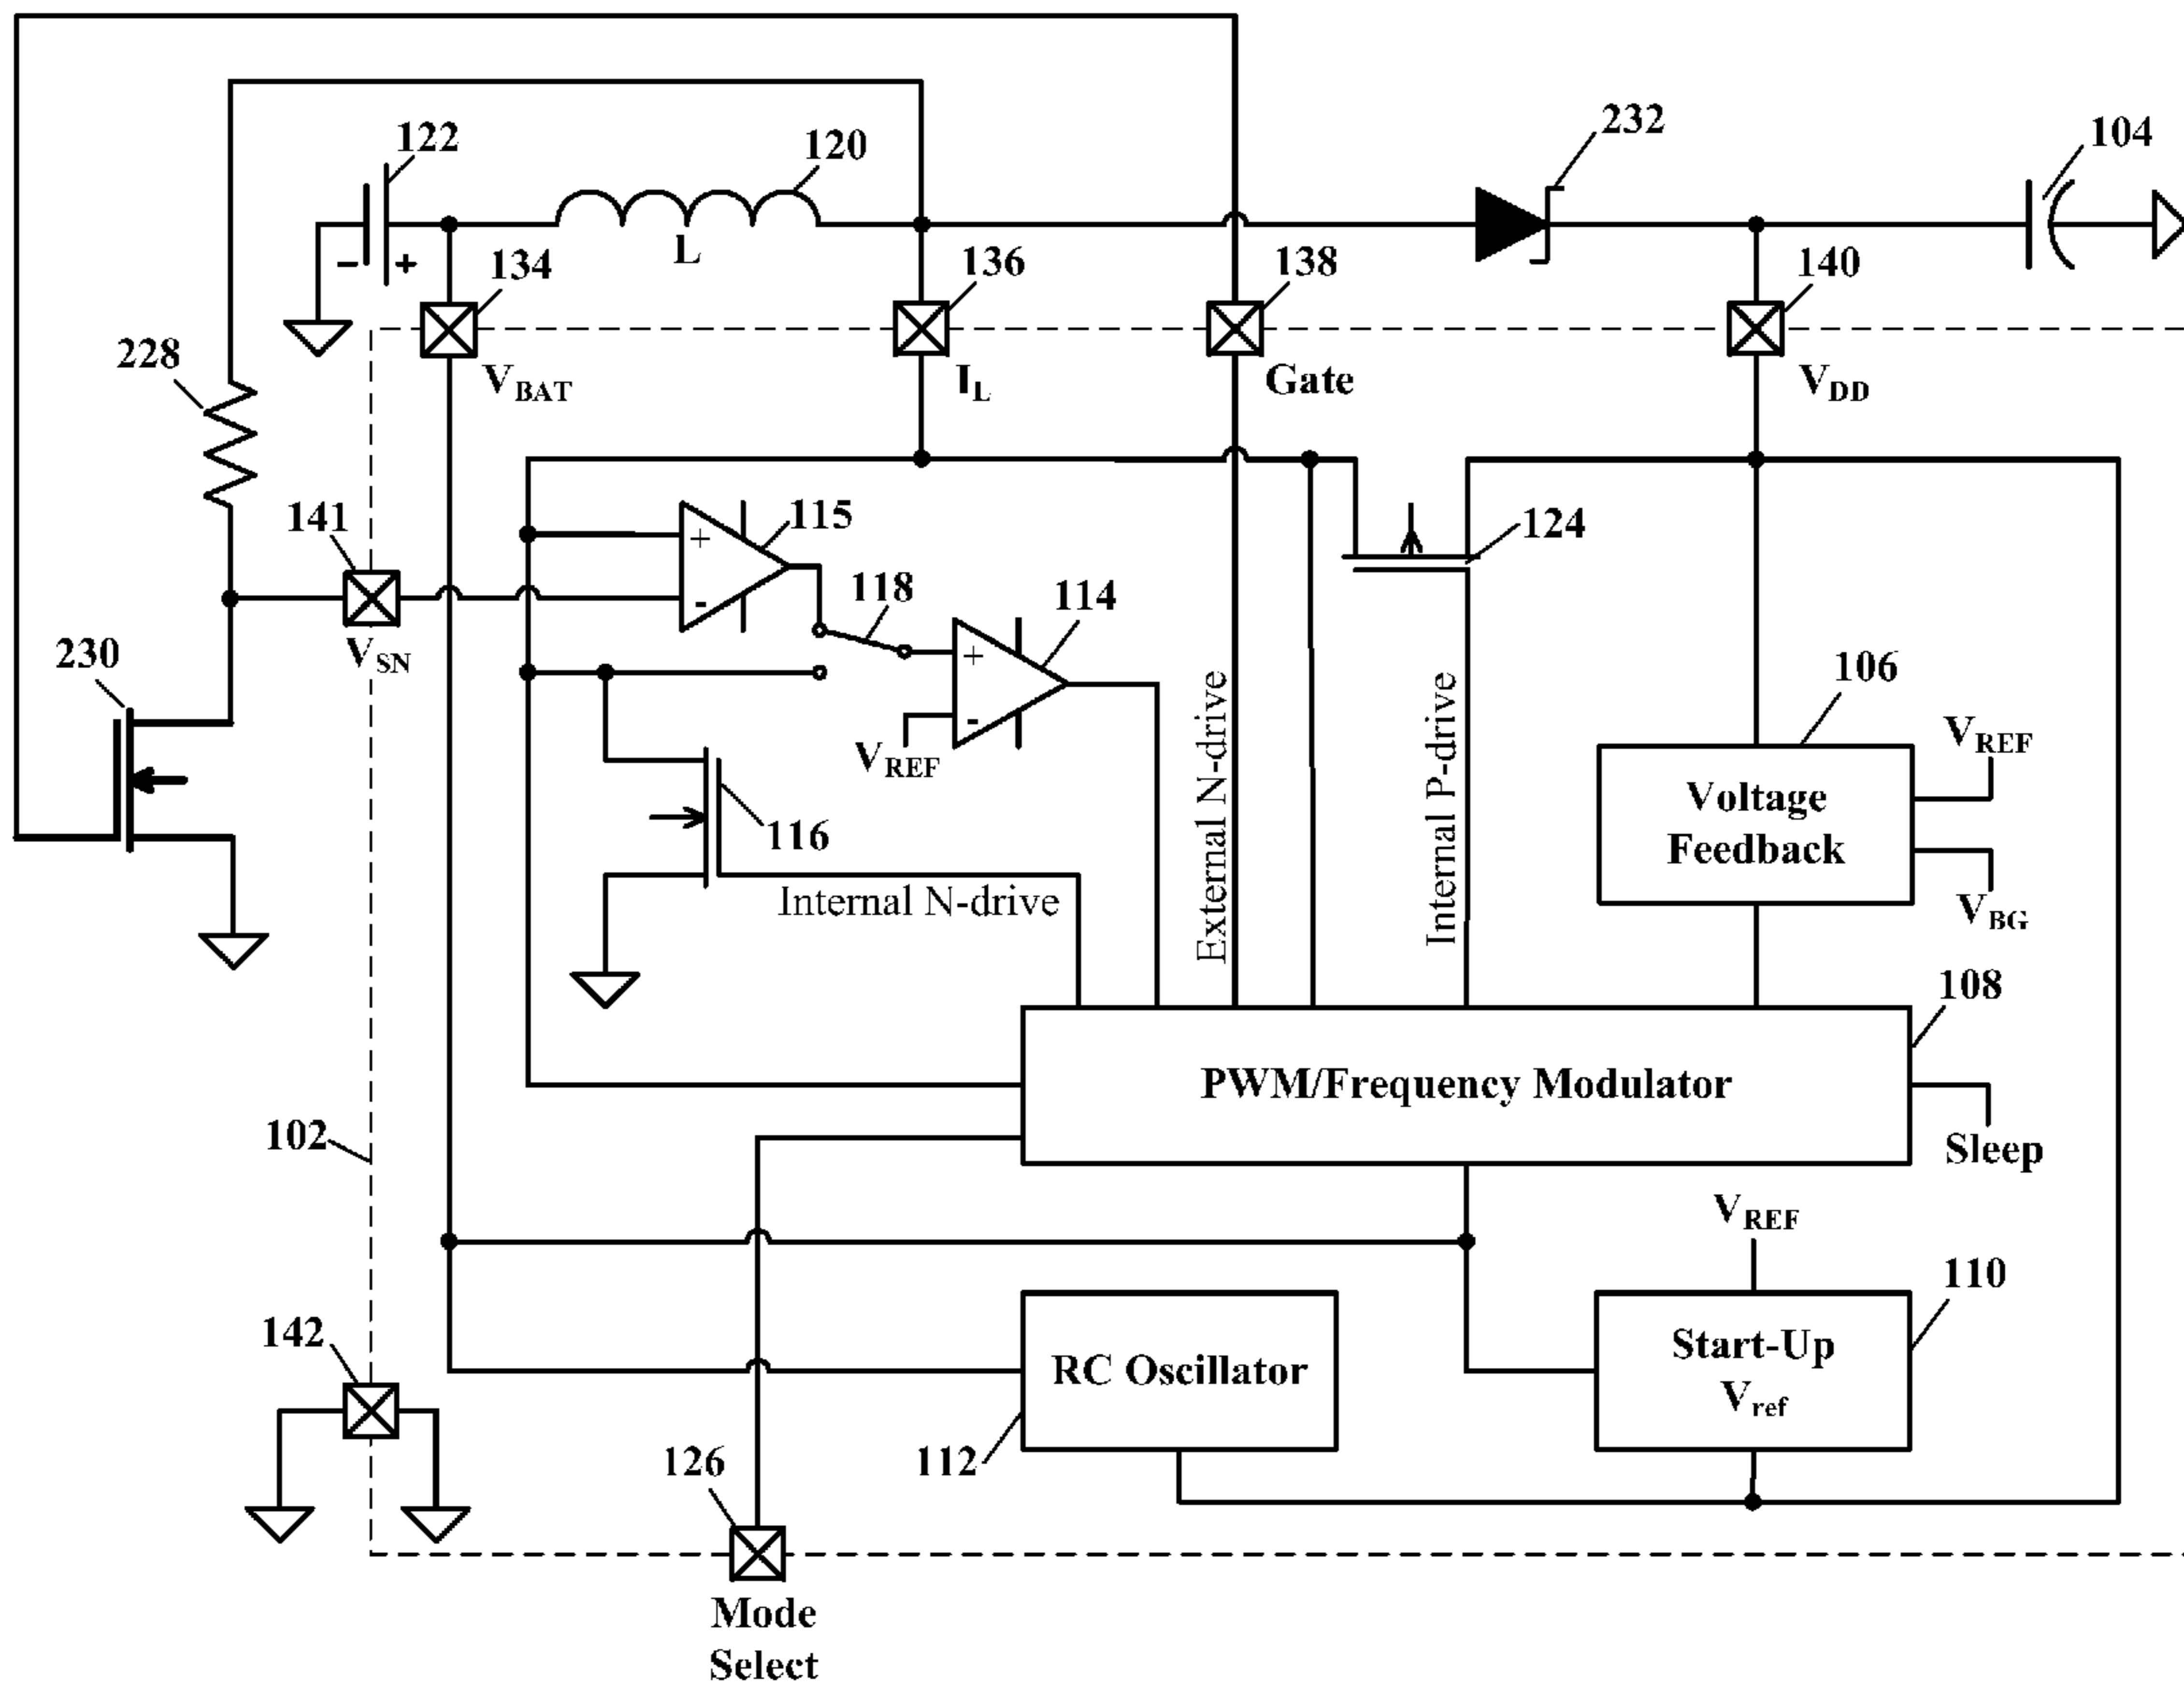 122
120
232
104
L
- +
134
136
138
140
228
V_BAT
I_L
Gate
V_DD
141
+
-
115
124
118
114
230
V_SN
+
-
V_REF
106
116
Internal N-drive
External N-drive
Internal P-drive
Voltage
Feedback
V_REF
V_BG
108
PWM/Frequency Modulator
Sleep
102
V_REF
110
142
RC Oscillator
Start-Up
V_ref
126
112
Mode
Select